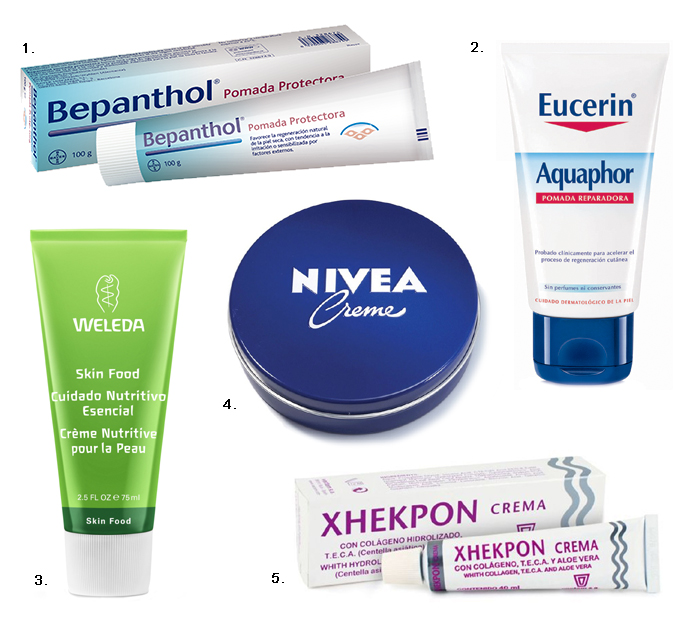 1.
Bepanthol® Pomada Protectora
100 g
Bepanthol® Pomada Protectora
Favorece la regeneración natural
de la piel seca, con tendencia a la
irritación o sensibilizada por
factores externos.
100 g
2.
Eucerin®
Aquaphor
POMADA REPARADORA
Probado clínicamente para acelerar el
proceso de regeneración cutánea
Sin perfumes ni conservantes
CUIDADO DERMATOLÓGICO DE LA PIEL
WELEDA
Skin Food
Cuidado Nutritivo
Esencial
Crème Nutritive
pour la Peau
2.5 FL OZ ℮ 75 ml
Skin Food
3.
NIVEA
Creme
4.
XHEKPON CREMA
CON COLÁGENO HIDROLIZADO,
T.E.C.A. (Centella asiática)
WHITH HYDROL
(Centella asiati
XHEKPON CREMA
CON COLÁGENO, T.E.C.A. Y ALOE VERA
WHITH COLLAGEN, T.E.C.A. AND ALOE VERA
CONTENIDO 40 ml
5.